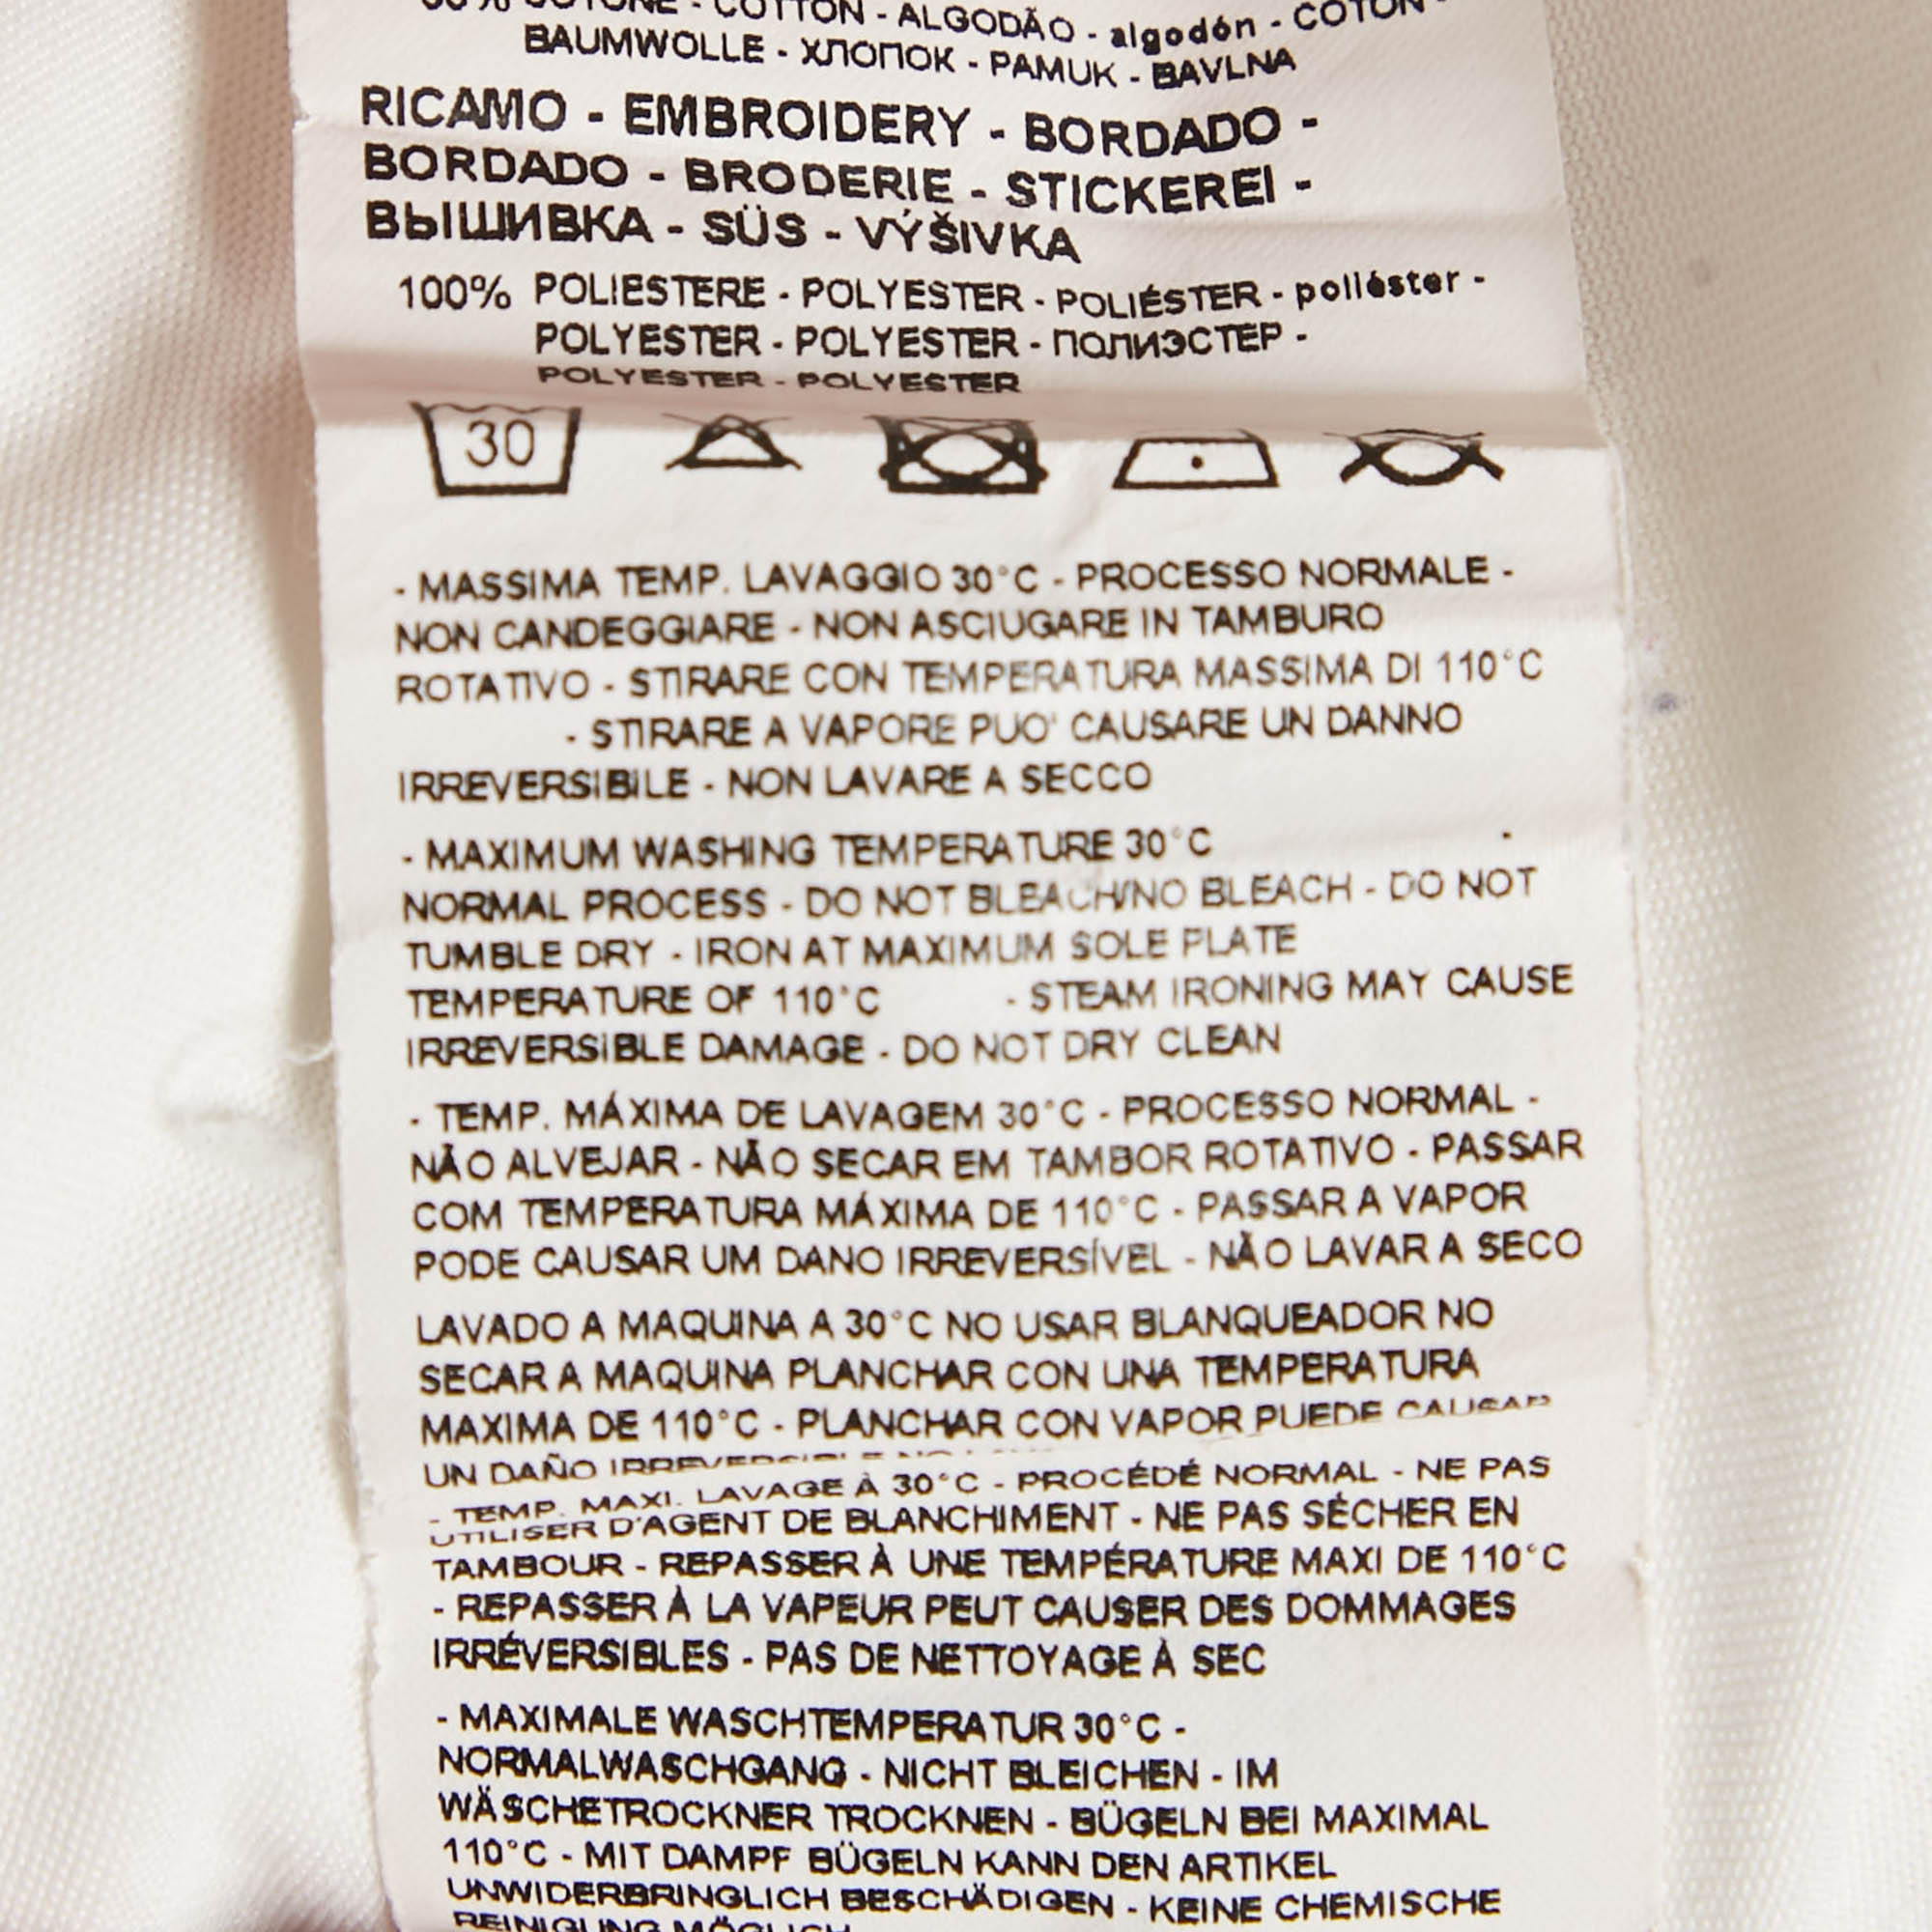 COTTON - ALGODÃO - algodón - COTON -
BAUMWOLLE - ХЛОПОК - PAMUK - BAVLNA
RICAMO - EMBROIDERY - BORDADO -
BORDADO - BRODERIE - STICKEREI -
ВЫШИВКА - SÜS - VÝŠIVKA
100% POLIESTERE - POLYESTER - POLIÉSTER - poliéster -
POLYESTER - POLYESTER - ПОЛИЭСТЕР -
POLYESTER - POLYESTER
30
- MASSIMA TEMP. LAVAGGIO 30°C - PROCESSO NORMALE -
NON CANDEGGIARE - NON ASCIUGARE IN TAMBURO
ROTATIVO - STIRARE CON TEMPERATURA MASSIMA DI 110°C
- STIRARE A VAPORE PUO' CAUSARE UN DANNO
IRREVERSIBILE - NON LAVARE A SECCO
- MAXIMUM WASHING TEMPERATURE 30°C -
NORMAL PROCESS - DO NOT BLEACH/NO BLEACH - DO NOT
TUMBLE DRY - IRON AT MAXIMUM SOLE PLATE
TEMPERATURE OF 110°C - STEAM IRONING MAY CAUSE
IRREVERSIBLE DAMAGE - DO NOT DRY CLEAN
- TEMP. MÁXIMA DE LAVAGEM 30°C - PROCESSO NORMAL -
NÃO ALVEJAR - NÃO SECAR EM TAMBOR ROTATIVO - PASSAR
COM TEMPERATURA MÁXIMA DE 110°C - PASSAR A VAPOR
PODE CAUSAR UM DANO IRREVERSÍVEL - NÃO LAVAR A SECO
LAVADO A MAQUINA A 30°C NO USAR BLANQUEADOR NO
SECAR A MAQUINA PLANCHAR CON UNA TEMPERATURA
MAXIMA DE 110°C - PLANCHAR CON VAPOR PUEDE CAUSAR
UN DAÑO IRREVERSIBLE
- TEMP. MAXI. LAVAGE À 30°C - PROCÉDÉ NORMAL - NE PAS
UTILISER D'AGENT DE BLANCHIMENT - NE PAS SÉCHER EN
TAMBOUR - REPASSER À UNE TEMPÉRATURE MAXI DE 110°C
- REPASSER À LA VAPEUR PEUT CAUSER DES DOMMAGES
IRRÉVERSIBLES - PAS DE NETTOYAGE À SEC
- MAXIMALE WASCHTEMPERATUR 30°C -
NORMALWASCHGANG - NICHT BLEICHEN - IM
WÄSCHETROCKNER TROCKNEN - BÜGELN BEI MAXIMAL
110°C - MIT DAMPF BÜGELN KANN DEN ARTIKEL
UNWIDERBRINGLICH BESCHÄDIGEN - KEINE CHEMISCHE
REINIGUNG MÖGLICH